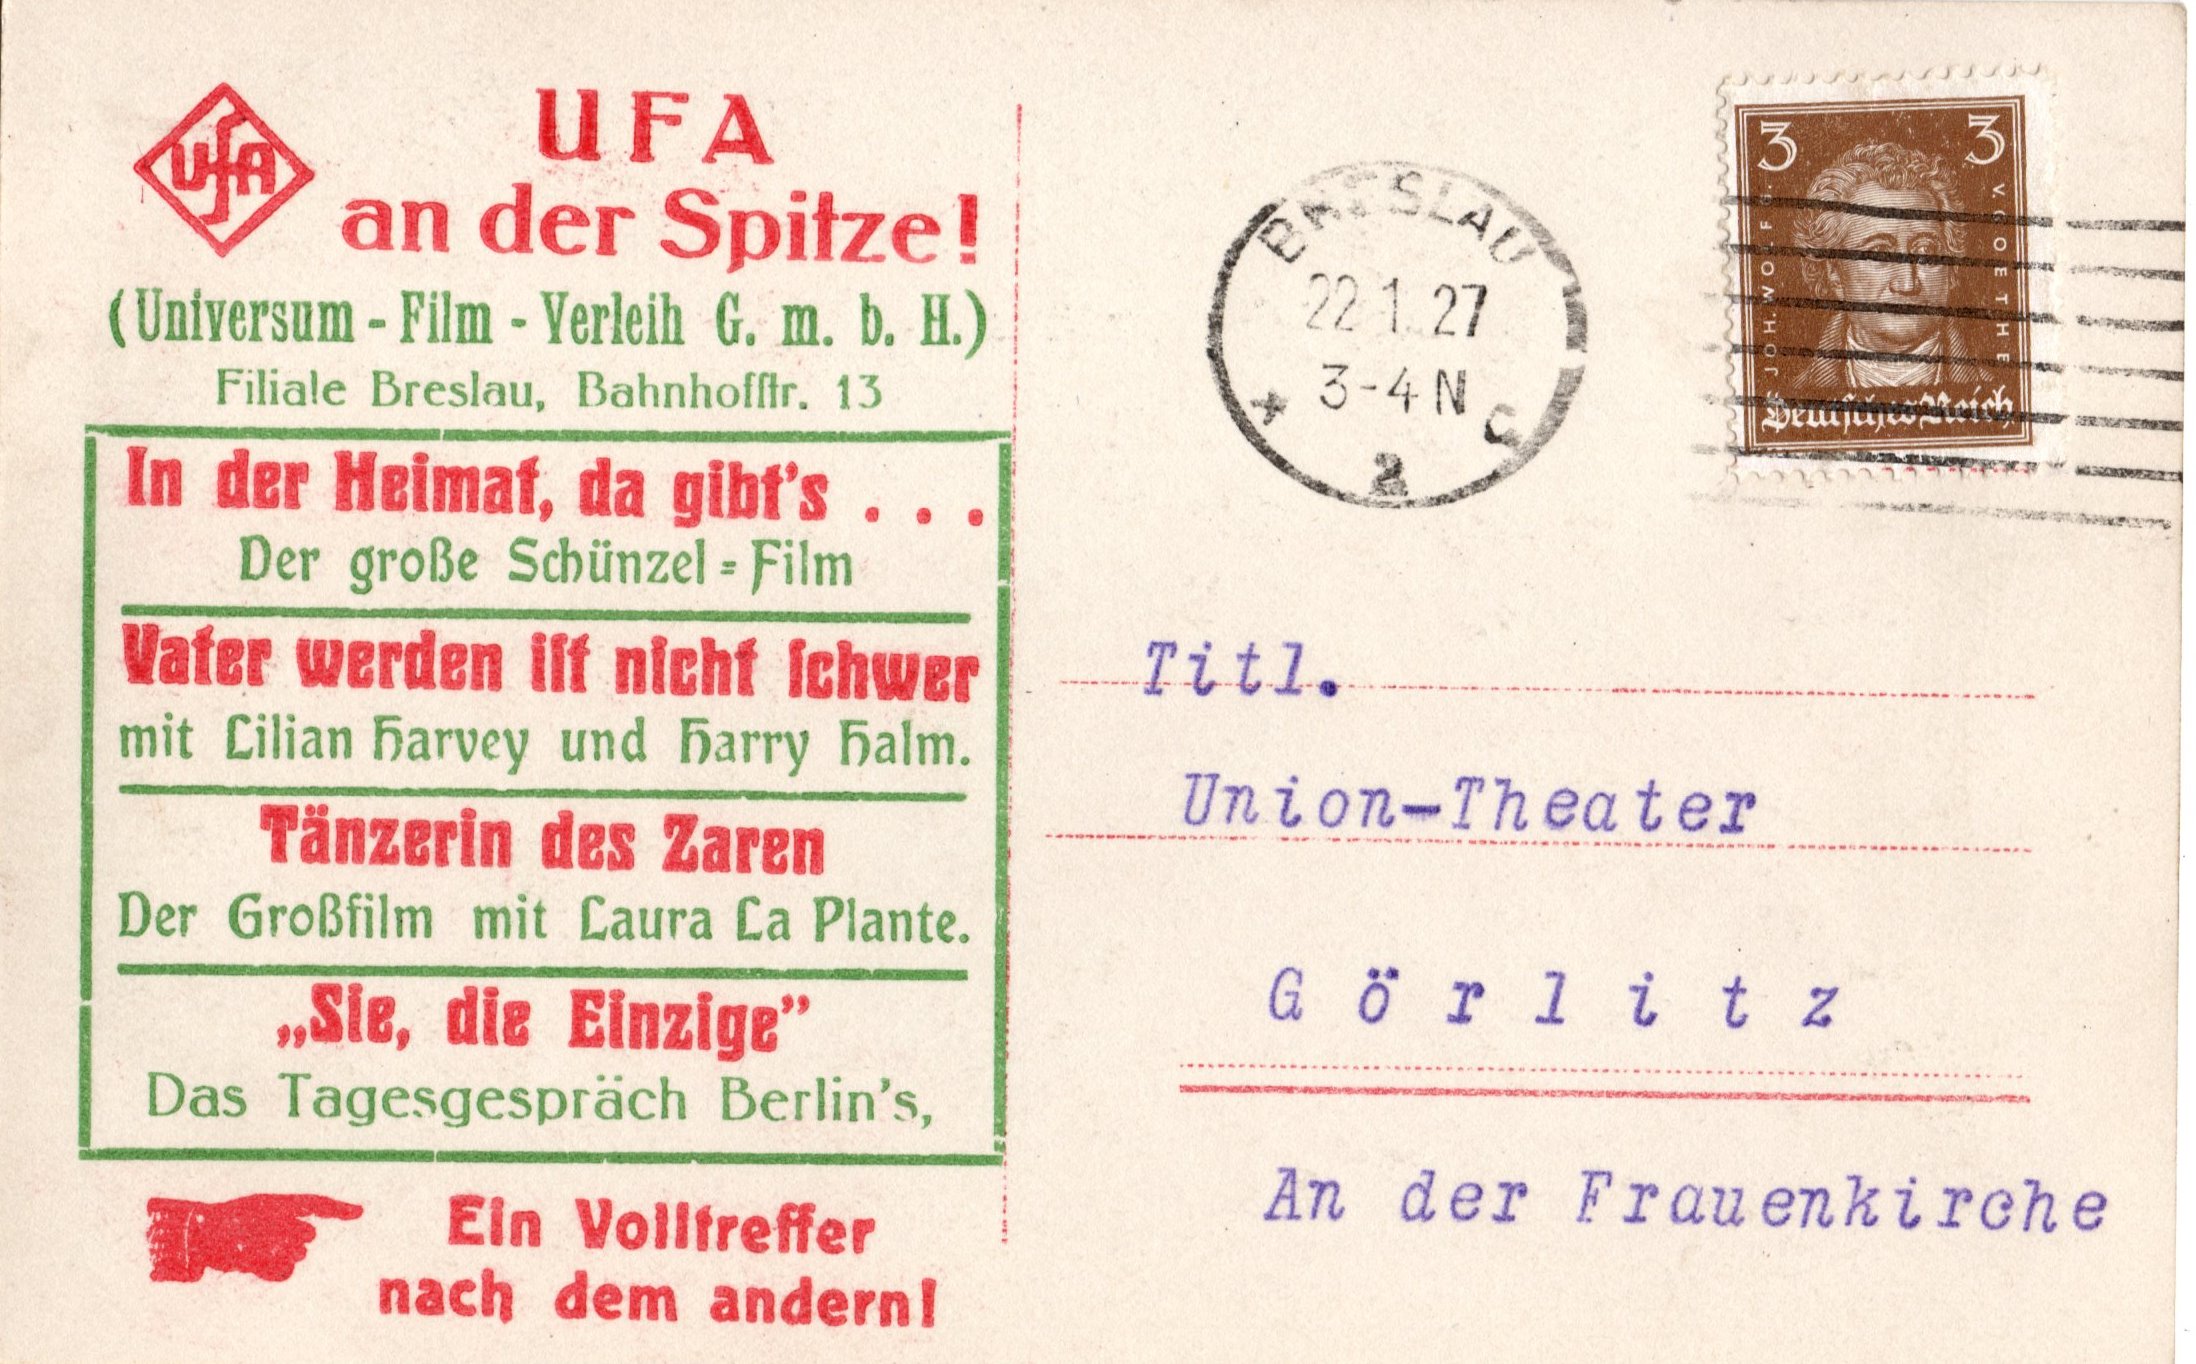 UFA
UFA
an der Spitze!
(Universum - Film - Verleih G. m. b. H.)
Filiale Breslau, Bahnhofſtr. 13
In der Heimat, da gibt's . . .
Der große Schünzel = Film
Vater werden iſt nicht ſchwer
mit Lilian Harvey und Harry Halm.
Tänzerin des Zaren
Der Großfilm mit Laura La Plante.
„Sie, die Einzige”
Das Tagesgespräch Berlin's,
Ein Volltreffer
nach dem andern!
BRESLAU
22.1.27
3-4 N
* 2 5
a
3 3
JOH. WOLFG. V. GOETHE
Deutſches Reich
Titl.
Union-Theater
Görlitz
An der Frauenkirche